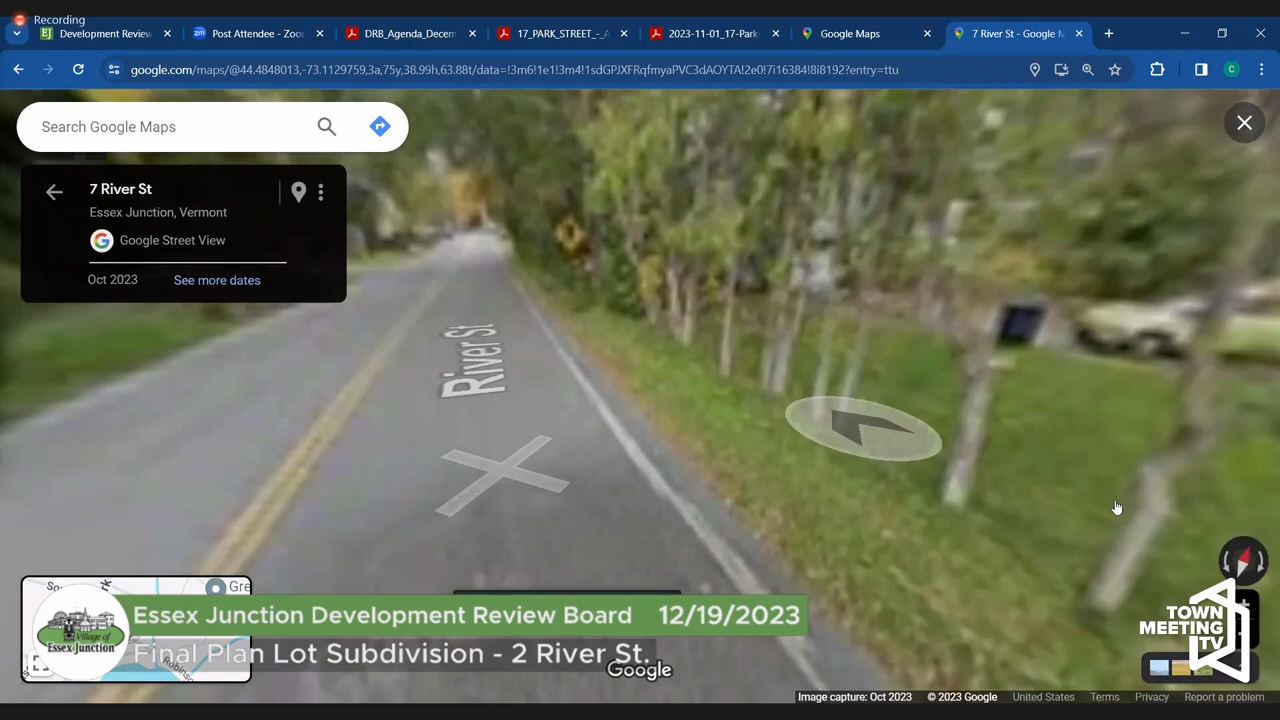 Recording
Development Review
Post Attendee - Zoo
DRB_Agenda_Decem
17_PARK_STREET_-_A
2023-11-01_17-Park-
Google Maps
7 River St - Google M
google.com/maps/@44.4848013,-73.1129759,3a,75y,38.99h,63.88t/data=!3m6!1e1!3m4!1sdGPJXFRqfmyaPVC3dAOYTA!2e0!7i16384!8i8192?entry=ttu
Search Google Maps
7 River St
Essex Junction, Vermont
Google Street View
Oct 2023
See more dates
River St
Gre
Village of
Essex Junction
Essex Junction Development Review Board 12/19/2023
Final Plan Lot Subdivision - 2 River St.
Robins
Google
TOWN
MEETING
TV
Image capture: Oct 2023 © 2023 Google United States Terms Privacy Report a problem